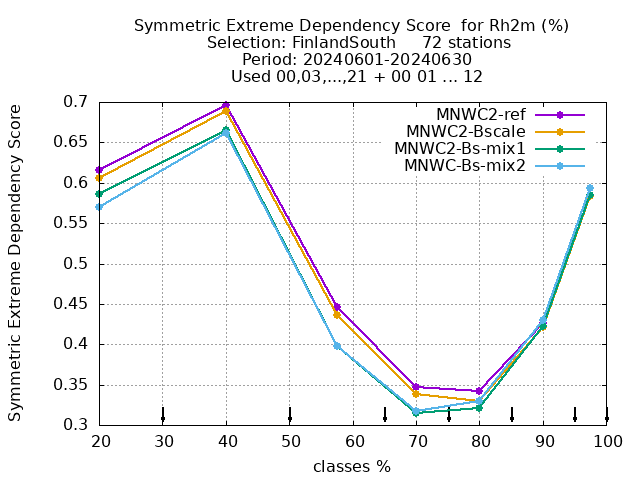 Symmetric Extreme Dependency Score  for Rh2m (%)
Selection: FinlandSouth     72 stations
Period: 20240601-20240630
Used 00,03,...,21 + 00 01 ... 12
MNWC2-ref
MNWC2-Bscale
MNWC2-Bs-mix1
MNWC-Bs-mix2
Symmetric Extreme Dependency Score
0.7
0.65
0.6
0.55
0.5
0.45
0.4
0.35
0.3
20 30 40 50 60 70 80 90 100
classes %